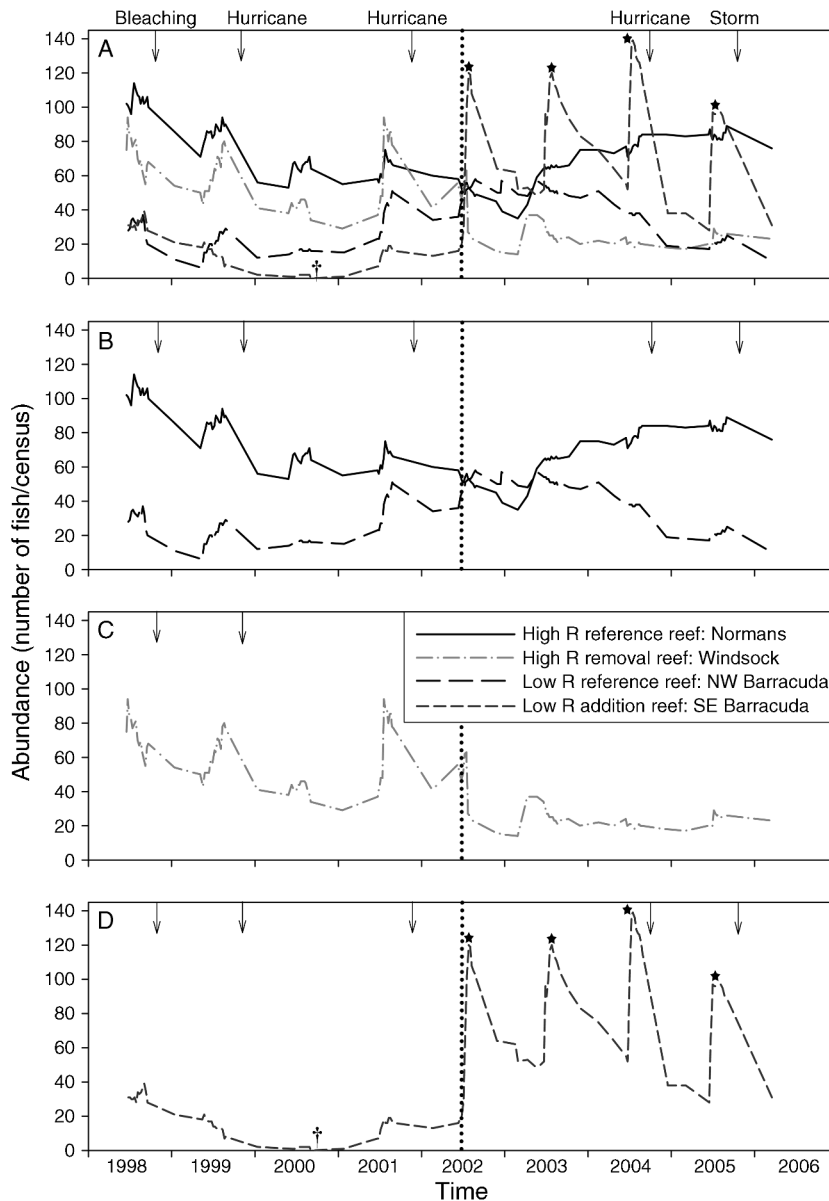 Bleaching Hurricane Hurricane Hurricane Storm
A
140
120
100
80
60
40
20
0
†
B
140
120
100
80
60
40
20
0
Abundance (number of fish/census)
C
140
120
100
80
60
40
20
0
High R reference reef: Normans
High R removal reef: Windsock
Low R reference reef: NW Barracuda
Low R addition reef: SE Barracuda
D
140
120
100
80
60
40
20
0
†
1998 1999 2000 2001 2002 2003 2004 2005 2006
Time